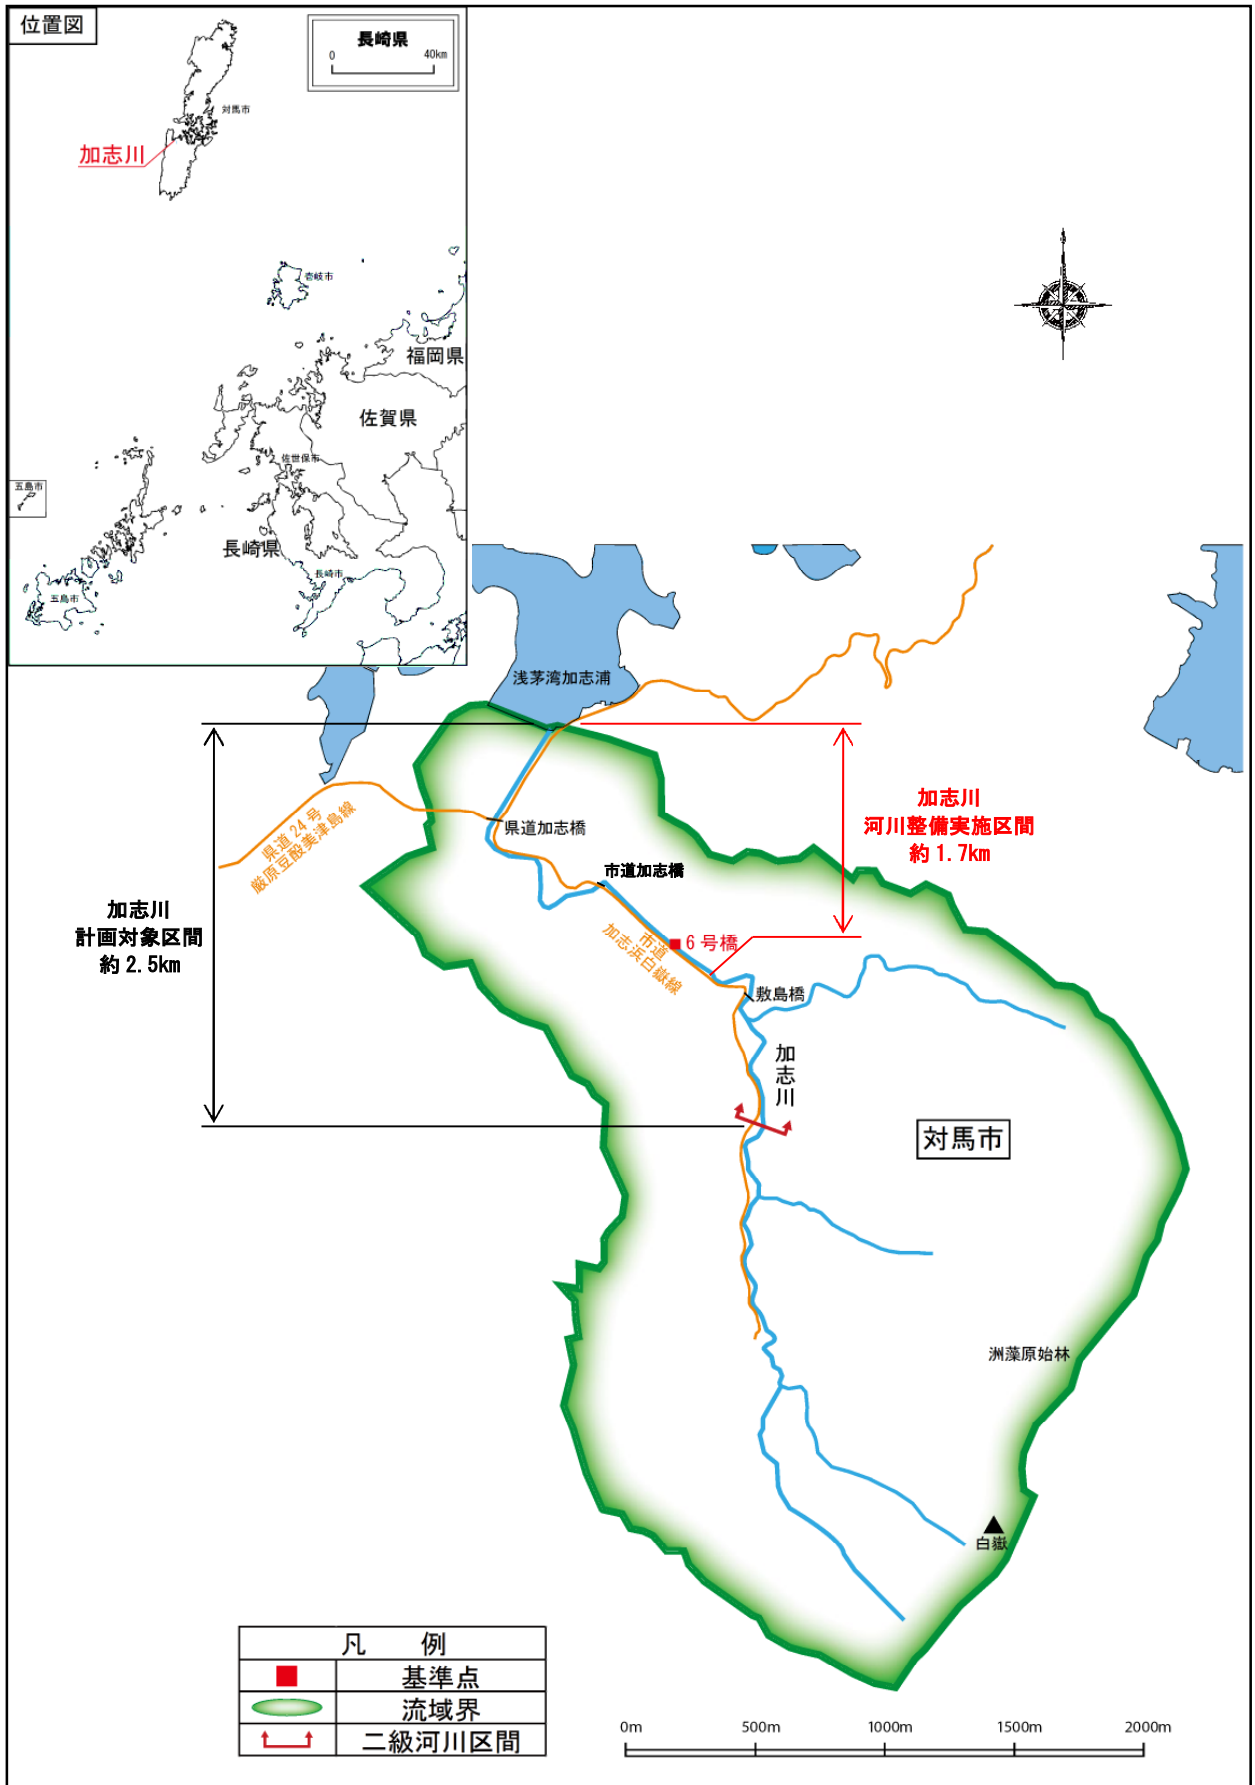 位置図
長崎県
0 40km
対馬市
加志川
壱岐市
福岡県
佐賀県
佐世保市
五島市
長崎県
長崎市
五島市
浅茅湾加志浦
県道加志橋
県道24号
厳原豆酘美津島線
市道加志橋
加志川
河川整備実施区間
約1.7km
加志川
計画対象区間
約2.5km
6号橋
市道
加志浜白嶽線
敷島橋
加志川
対馬市
洲藻原始林
白嶽
凡 例
基準点
流域界
二級河川区間
0m 500m 1000m 1500m 2000m